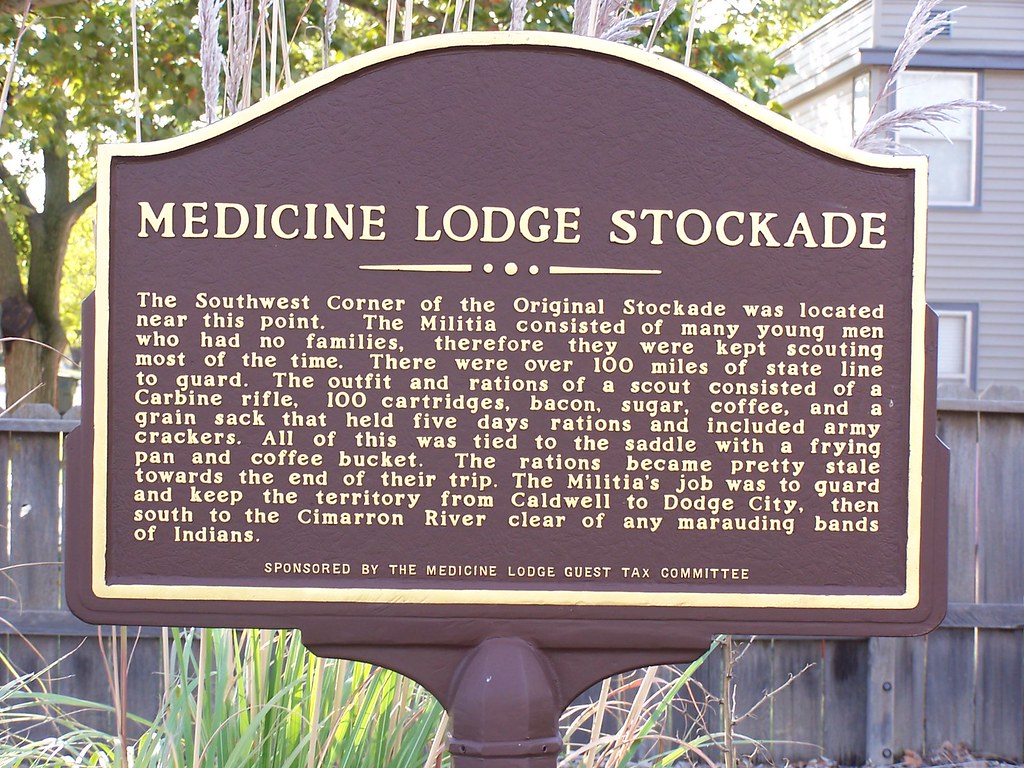 MEDICINE LODGE STOCKADE
The Southwest Corner of the Original Stockade was located
near this point. The Militia consisted of many young men
who had no families, therefore they were kept scouting
most of the time. There were over 100 miles of state line
to guard. The outfit and rations of a scout consisted of a
Carbine rifle, 100 cartridges, bacon, sugar, coffee, and a
grain sack that held five days rations and included army
crackers. All of this was tied to the saddle with a frying
pan and coffee bucket. The rations became pretty stale
towards the end of their trip. The Militia's job was to guard
and keep the territory from Caldwell to Dodge City, then
south to the Cimarron River clear of any marauding bands
of Indians.
SPONSORED BY THE MEDICINE LODGE GUEST TAX COMMITTEE